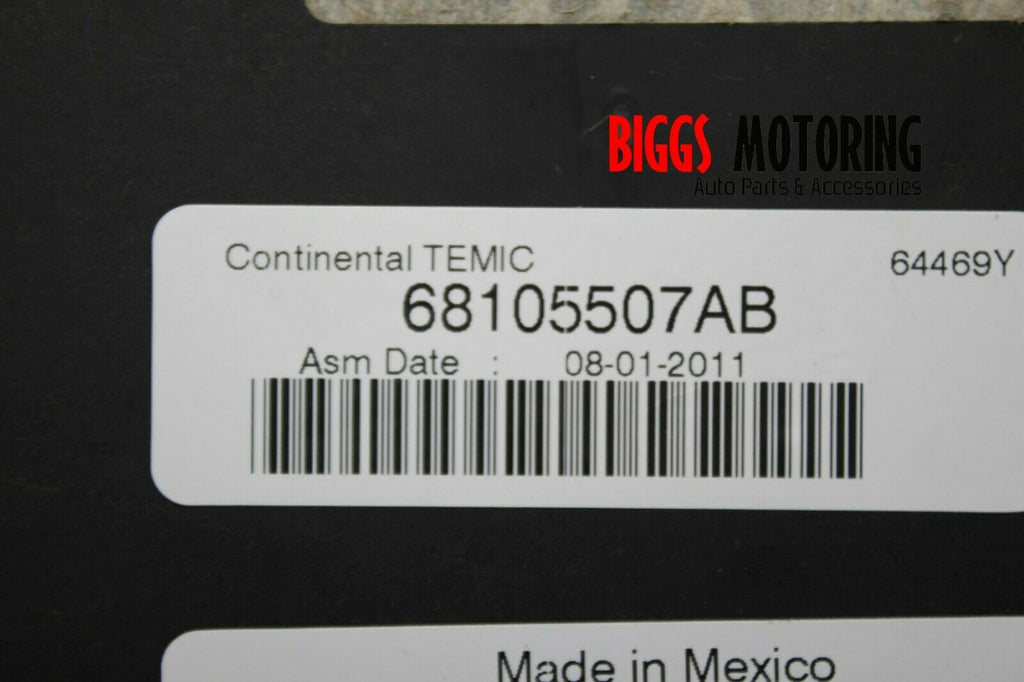 BIGGS MOTORING
Auto Parts & Accessories
Continental TEMIC 64469Y
68105507AB
Asm Date : 08-01-2011
Made in Mexico